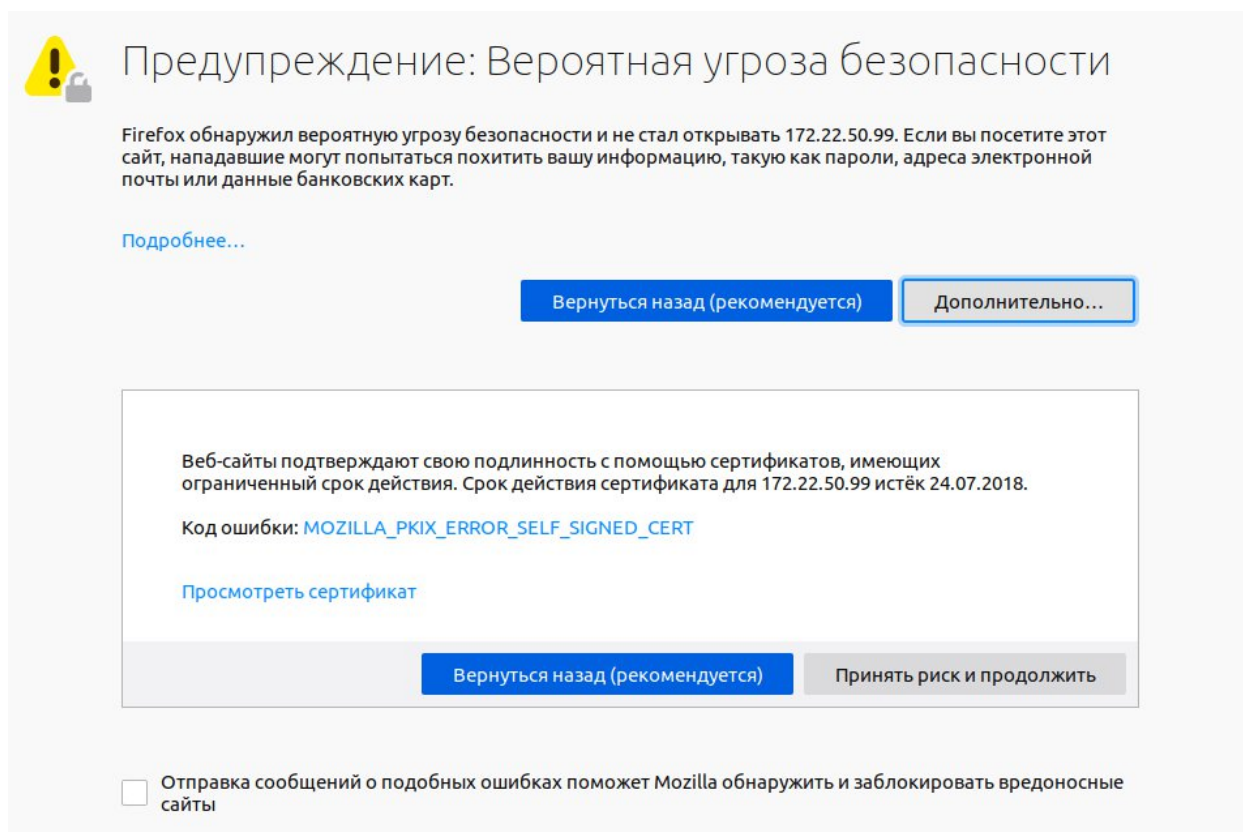 Предупреждение: Вероятная угроза безопасности
Firefox обнаружил вероятную угрозу безопасности и не стал открывать 172.22.50.99. Если вы посетите этот
сайт, нападавшие могут попытаться похитить вашу информацию, такую как пароли, адреса электронной
почты или данные банковских карт.
Подробнее…
Вернуться назад (рекомендуется) Дополнительно…
Веб-сайты подтверждают свою подлинность с помощью сертификатов, имеющих
ограниченный срок действия. Срок действия сертификата для 172.22.50.99 истёк 24.07.2018.
Код ошибки: MOZILLA_PKIX_ERROR_SELF_SIGNED_CERT
Просмотреть сертификат
Вернуться назад (рекомендуется) Принять риск и продолжить
Отправка сообщений о подобных ошибках поможет Mozilla обнаружить и заблокировать вредоносные
сайты